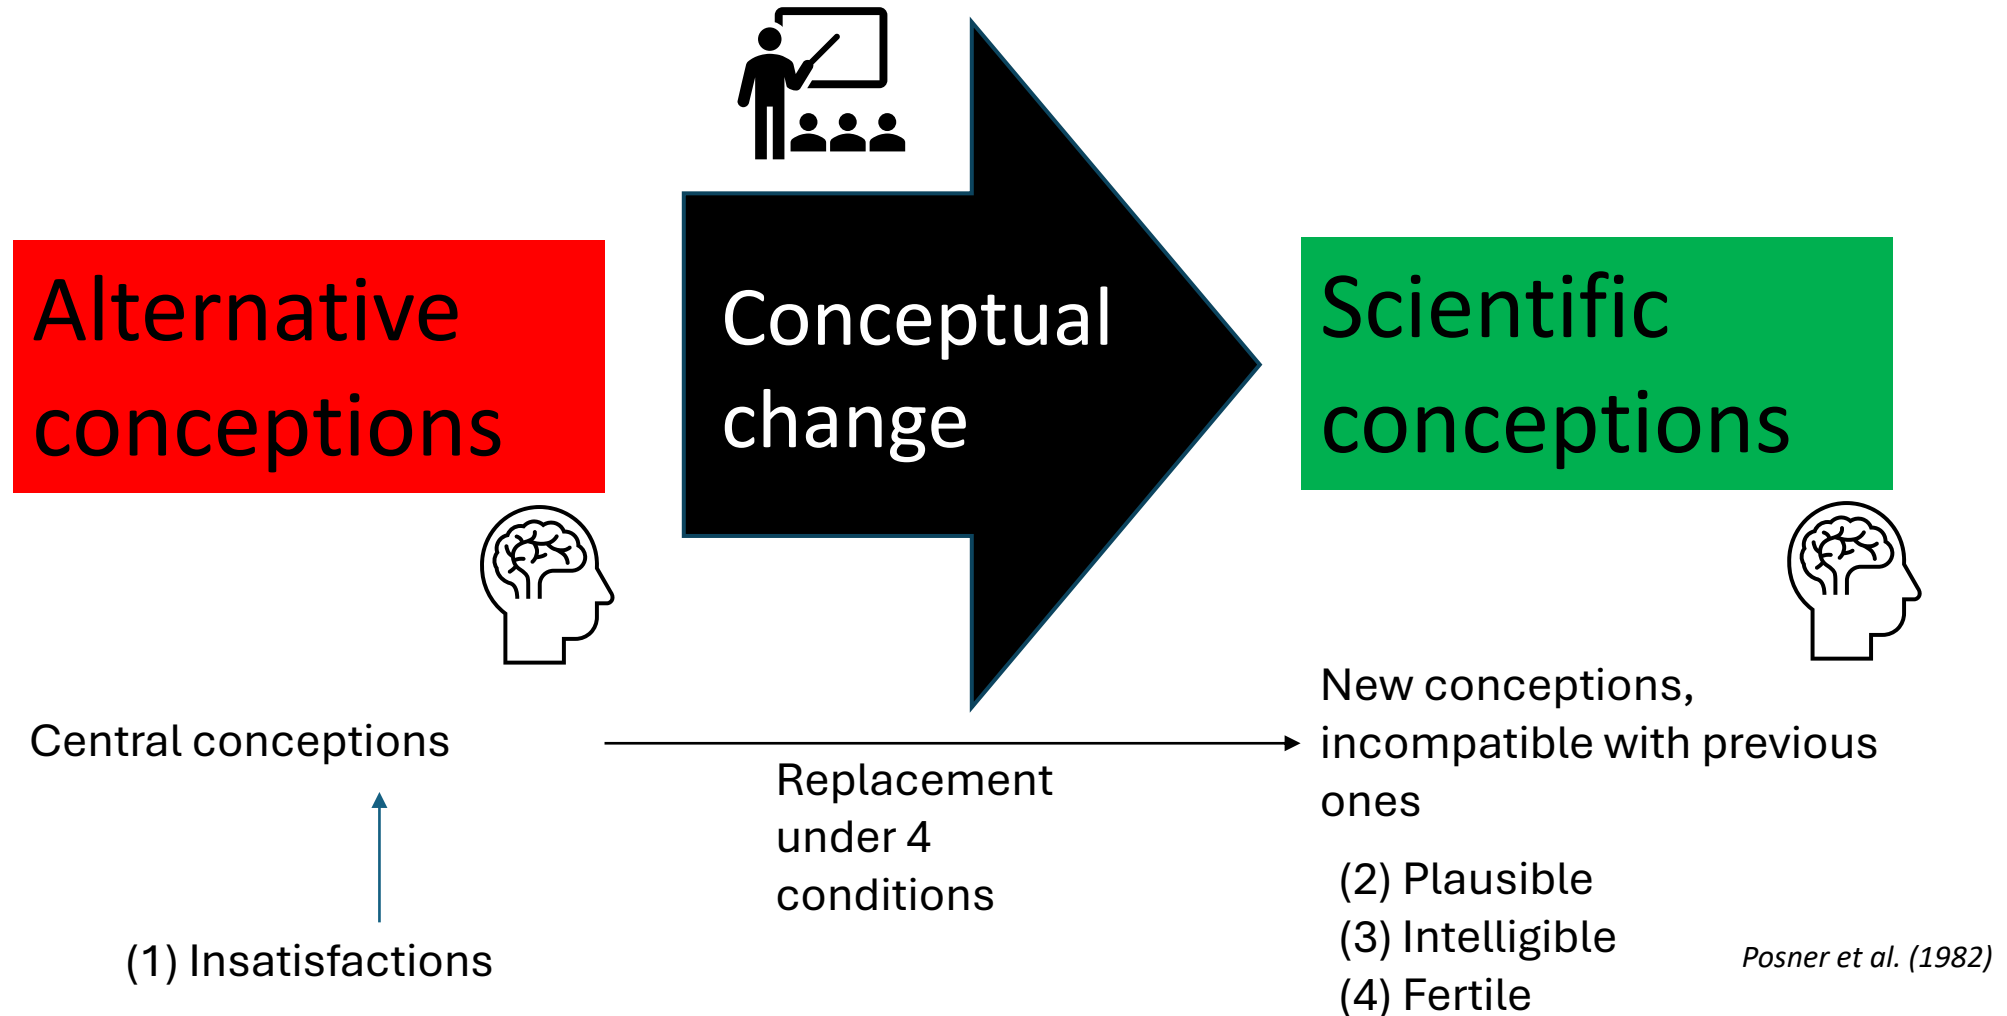 Alternative
conceptions
Conceptual
change
Scientific
conceptions
Central conceptions
(1) Insatisfactions
Replacement
under 4
conditions
New conceptions,
incompatible with previous
ones
(2) Plausible
(3) Intelligible
(4) Fertile
Posner et al. (1982)